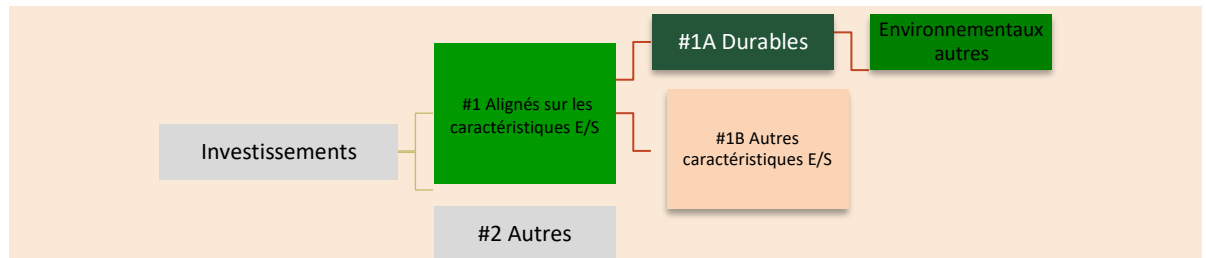 Investissements
#1 Alignés sur les
caractéristiques E/S
#2 Autres
#1A Durables
#1B Autres
caractéristiques E/S
Environnementaux
autres